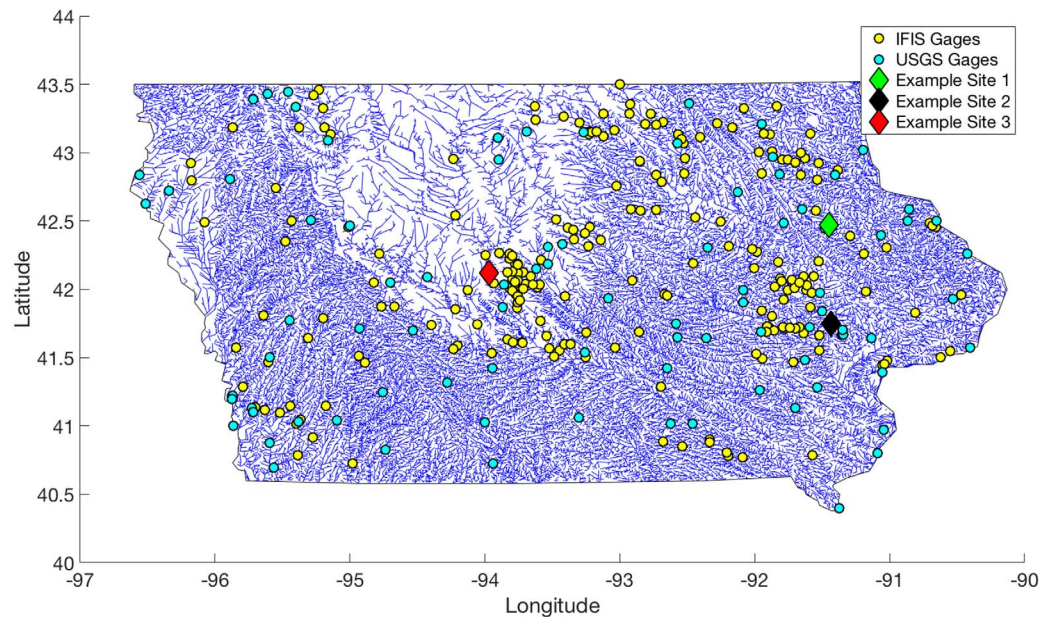 44
43.5
43
42.5
42
41.5
41
40.5
40
Latitude
-97
-96
-95
-94
-93
-92
-91
-90
Longitude
IFIS Gages
USGS Gages
Example Site 1
Example Site 2
Example Site 3